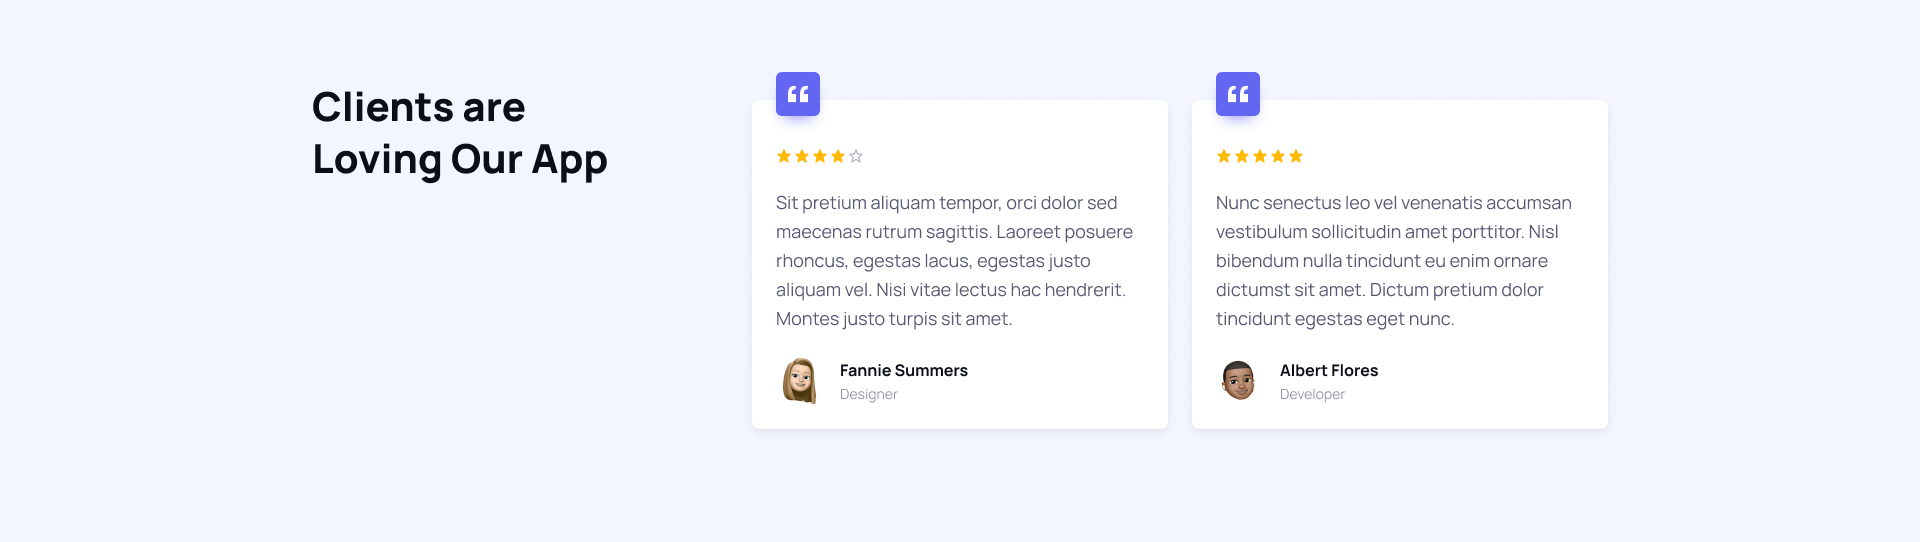 Clients are
Loving Our App
Sit pretium aliquam tempor, orci dolor sed
maecenas rutrum sagittis. Laoreet posuere
rhoncus, egestas lacus, egestas justo
aliquam vel. Nisi vitae lectus hac hendrerit.
Montes justo turpis sit amet.
Fannie Summers
Designer
Nunc senectus leo vel venenatis accumsan
vestibulum sollicitudin amet porttitor. Nisl
bibendum nulla tincidunt eu enim ornare
dictumst sit amet. Dictum pretium dolor
tincidunt egestas eget nunc.
Albert Flores
Developer